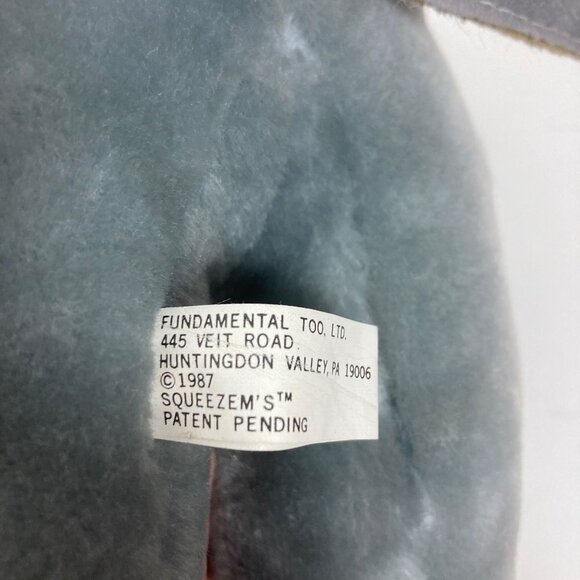 FUNDAMENTAL TOO, LTD.
445 VEIT ROAD.
HUNTINGDON VALLEY, PA 19006
©1987
SQUEEZEM'S™
PATENT PENDING